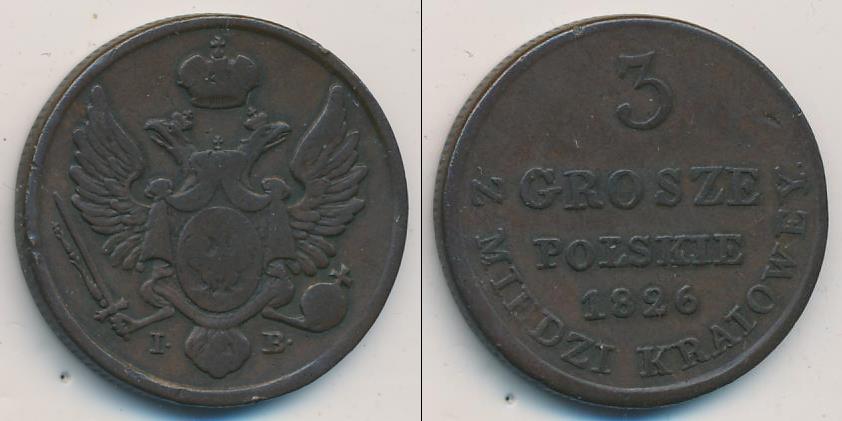 I. B.
3
GROSZE
POLSKIE
1826
Z MIEDZI KRAIOWEY.